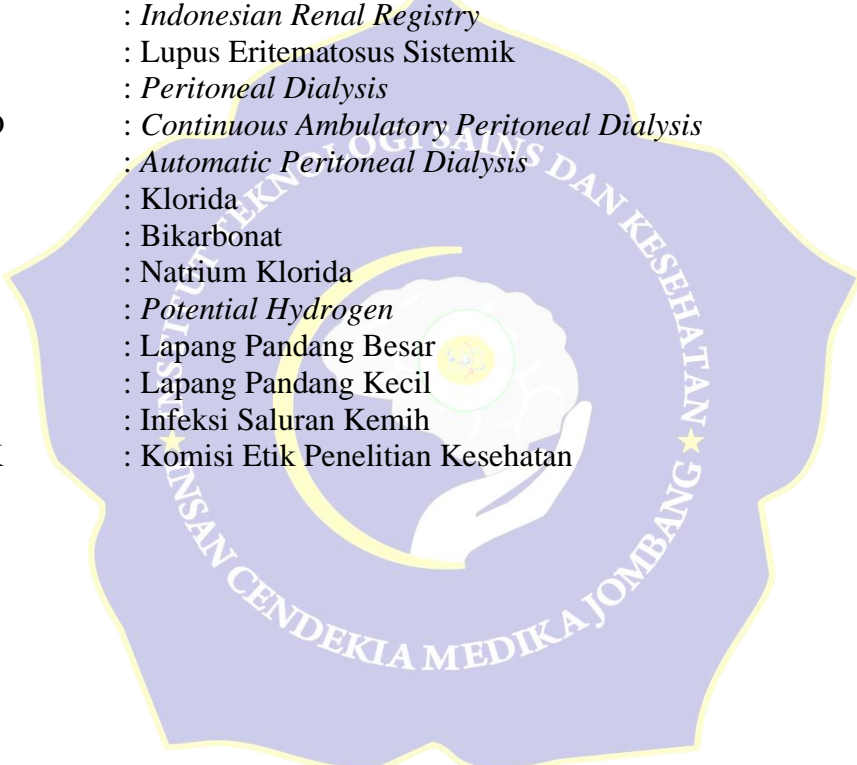 : Indonesian Renal Registry
: Lupus Eritematosus Sistemik
: Peritoneal Dialysis
: Continuous Ambulatory Peritoneal Dialysis
: Automatic Peritoneal Dialysis
: Klorida
: Bikarbonat
: Natrium Klorida
: Potential Hydrogen
: Lapang Pandang Besar
: Lapang Pandang Kecil
: Infeksi Saluran Kemih
: Komisi Etik Penelitian Kesehatan
INSTITUT TEKNOLOGI SAINS DAN KESEHATAN
INSAN CENDEKIA MEDIKA JOMBANG